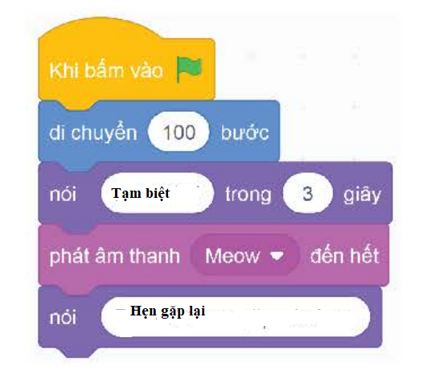 Khi bấm vào
di chuyển 100 bước
nói Tạm biệt trong 3 giây
phát âm thanh Meow đến hết
nói Hẹn gặp lại